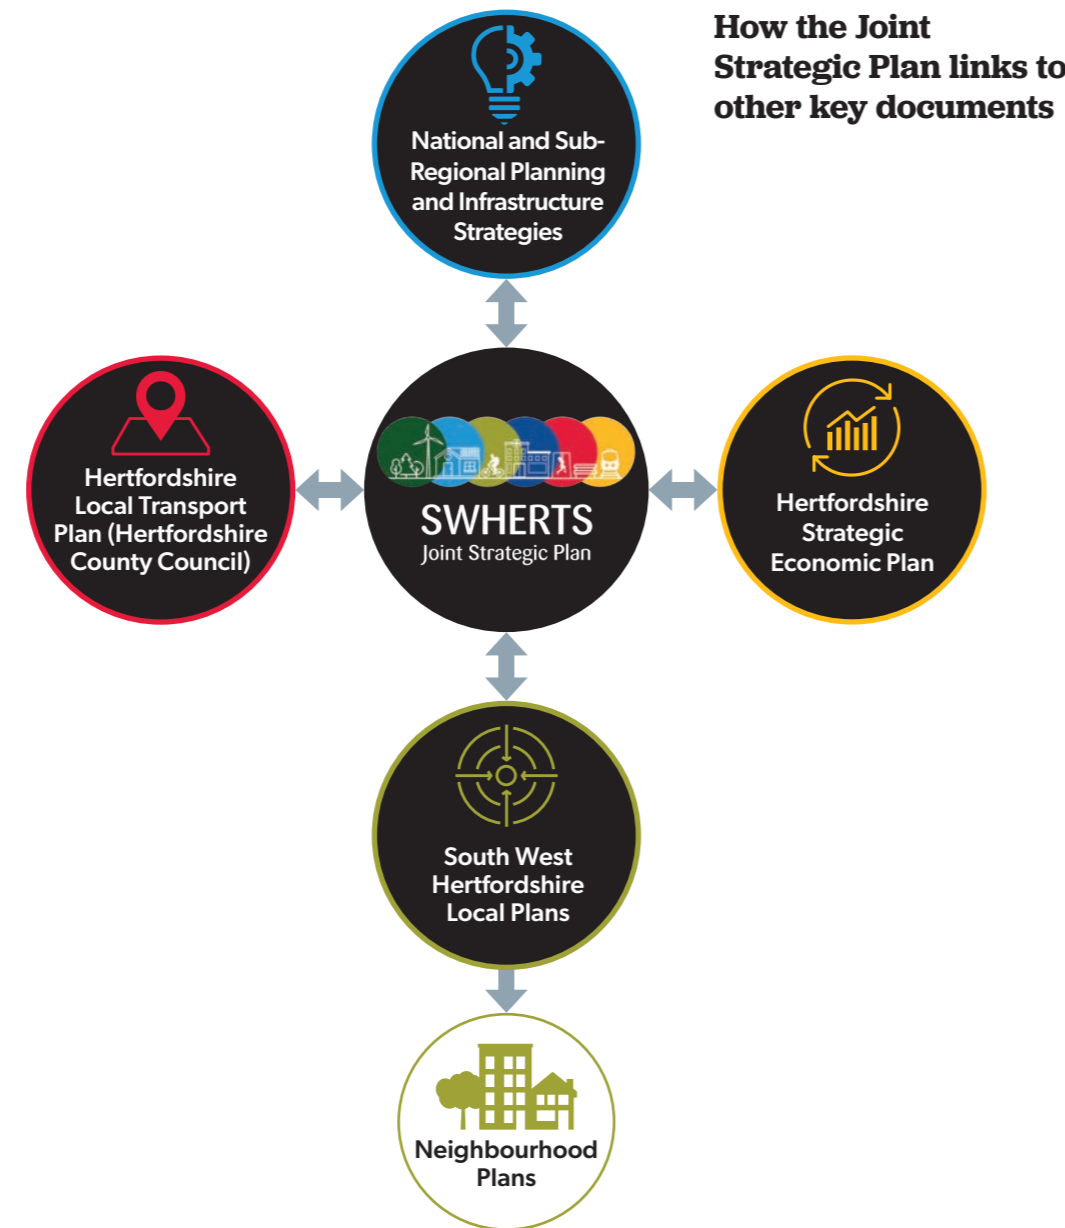 How the Joint
Strategic Plan links to
other key documents
National and Sub-
Regional Planning
and Infrastructure
Strategies
Hertfordshire
Local Transport
Plan (Hertfordshire
County Council)
SWHERTS
Joint Strategic Plan
Hertfordshire
Strategic
Economic Plan
South West
Hertfordshire
Local Plans
Neighbourhood
Plans